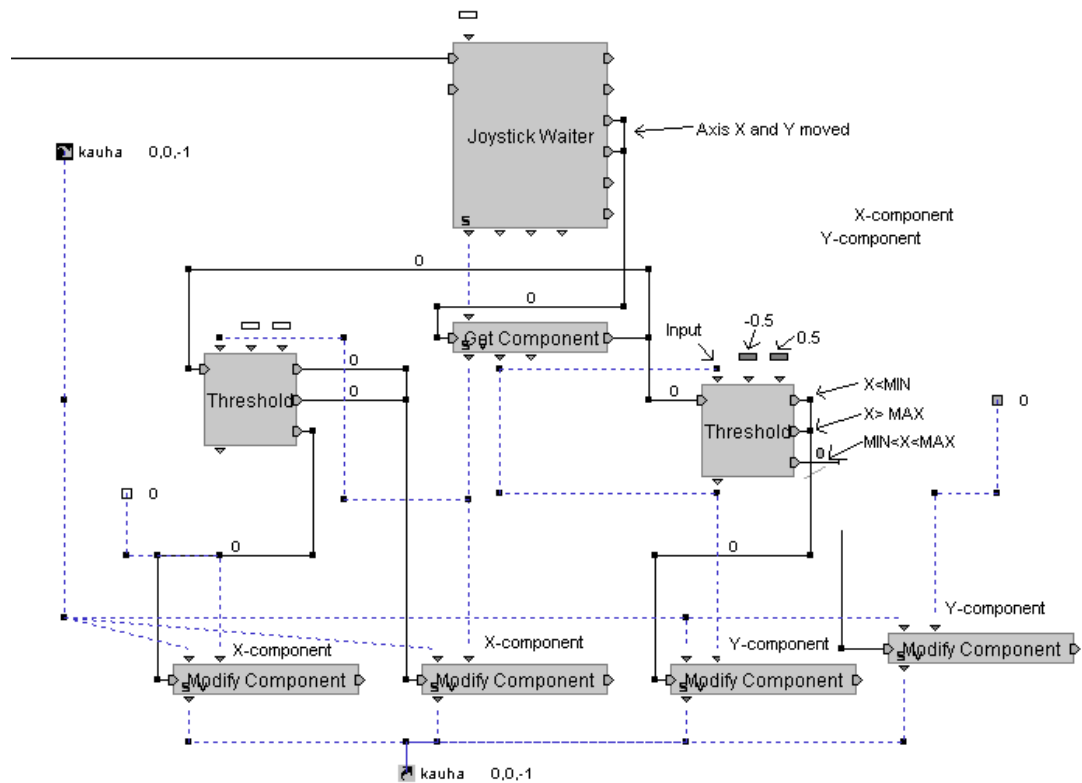 Joystick Waiter
Axis X and Y moved
kauha 0,0,-1
S
X-component
Y-component
0
0
Input
-0.5
0.5
Get Component
S
V
0
0
0
X<MIN
X> MAX
MIN<X<MAX
0
0
Threshold
Threshold
0
0
0
Y-component
X-component
X-component
Y-component
Modify Component
S
V
Modify Component
S
V
Modify Component
S
V
Modify Component
S
V
kauha 0,0,-1